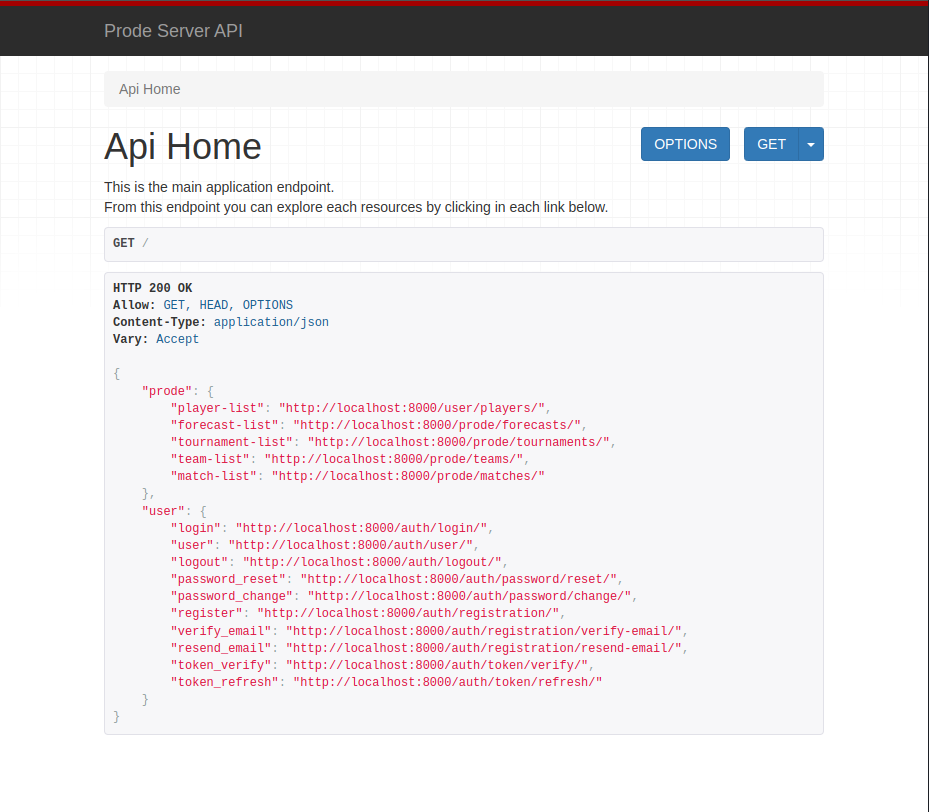 Prode Server API
Api Home
Api Home
OPTIONS
GET
This is the main application endpoint.
From this endpoint you can explore each resources by clicking in each link below.
GET /
HTTP 200 OK
Allow: GET, HEAD, OPTIONS
Content-Type: application/json
Vary: Accept
{
    "prode": {
        "player-list": "http://localhost:8000/user/players/",
        "forecast-list": "http://localhost:8000/prode/forecasts/",
        "tournament-list": "http://localhost:8000/prode/tournaments/",
        "team-list": "http://localhost:8000/prode/teams/",
        "match-list": "http://localhost:8000/prode/matches/"
    },
    "user": {
        "login": "http://localhost:8000/auth/login/",
        "user": "http://localhost:8000/auth/user/",
        "logout": "http://localhost:8000/auth/logout/",
        "password_reset": "http://localhost:8000/auth/password/reset/",
        "password_change": "http://localhost:8000/auth/password/change/",
        "register": "http://localhost:8000/auth/registration/",
        "verify_email": "http://localhost:8000/auth/registration/verify-email/",
        "resend_email": "http://localhost:8000/auth/registration/resend-email/",
        "token_verify": "http://localhost:8000/auth/token/verify/",
        "token_refresh": "http://localhost:8000/auth/token/refresh/"
    }
}